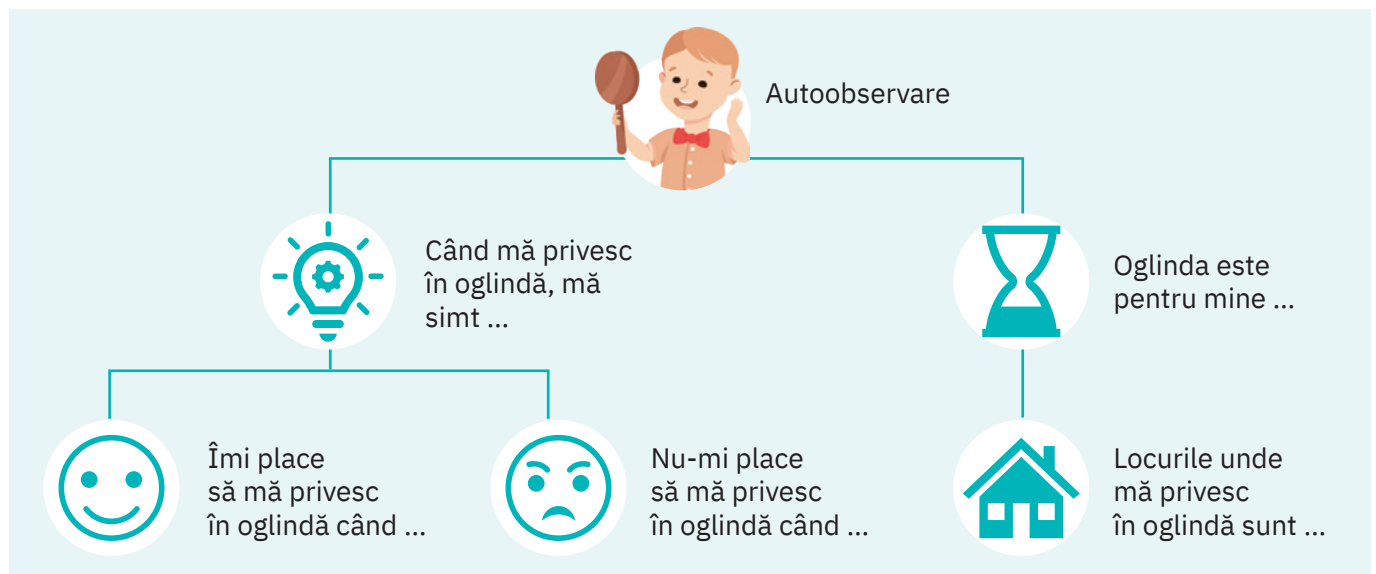 Autoobservare
Când mă privesc
în oglindă, mă
simt ...
Oglinda este
pentru mine ...
Îmi place
să mă privesc
în oglindă când ...
Nu-mi place
să mă privesc
în oglindă când ...
Locurile unde
mă privesc
în oglindă sunt ...